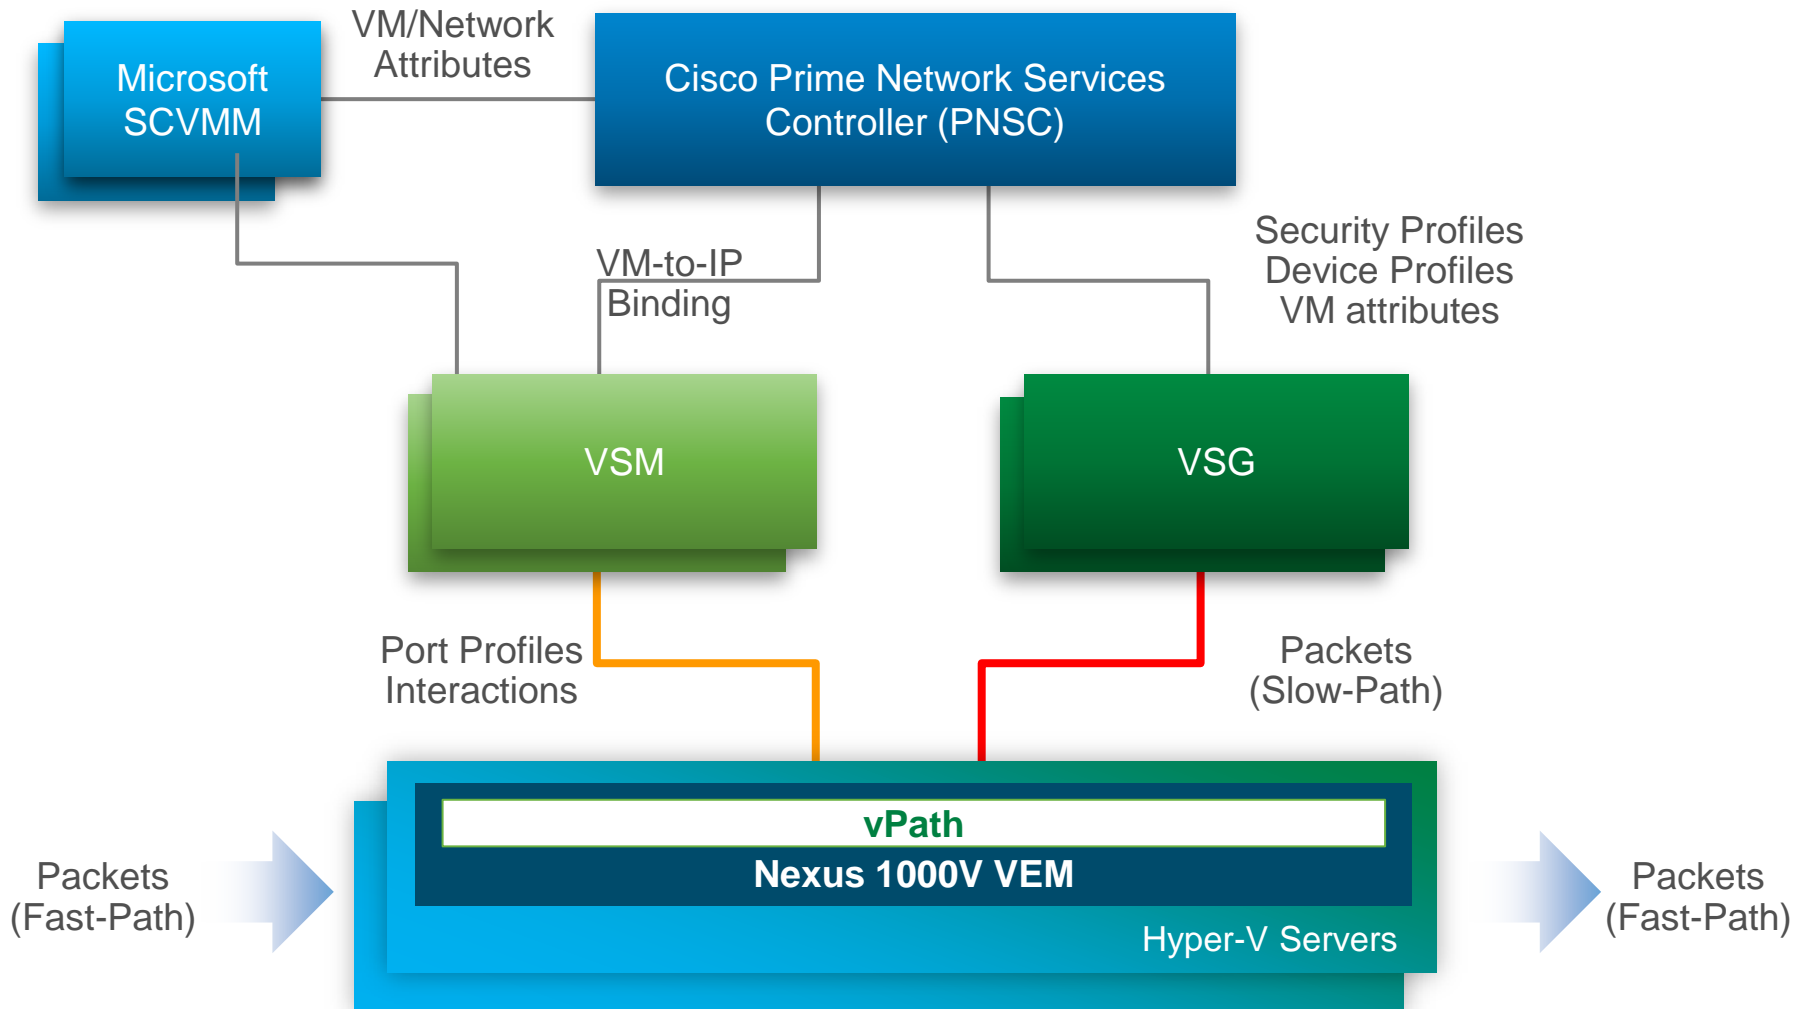 VM/Network
Attributes
Microsoft
SCVMM
Cisco Prime Network Services
Controller (PNSC)
VM-to-IP
Binding
Security Profiles
Device Profiles
VM attributes
VSM
VSG
Port Profiles
Interactions
Packets
(Slow-Path)
vPath
Nexus 1000V VEM
Hyper-V Servers
Packets
(Fast-Path)
Packets
(Fast-Path)